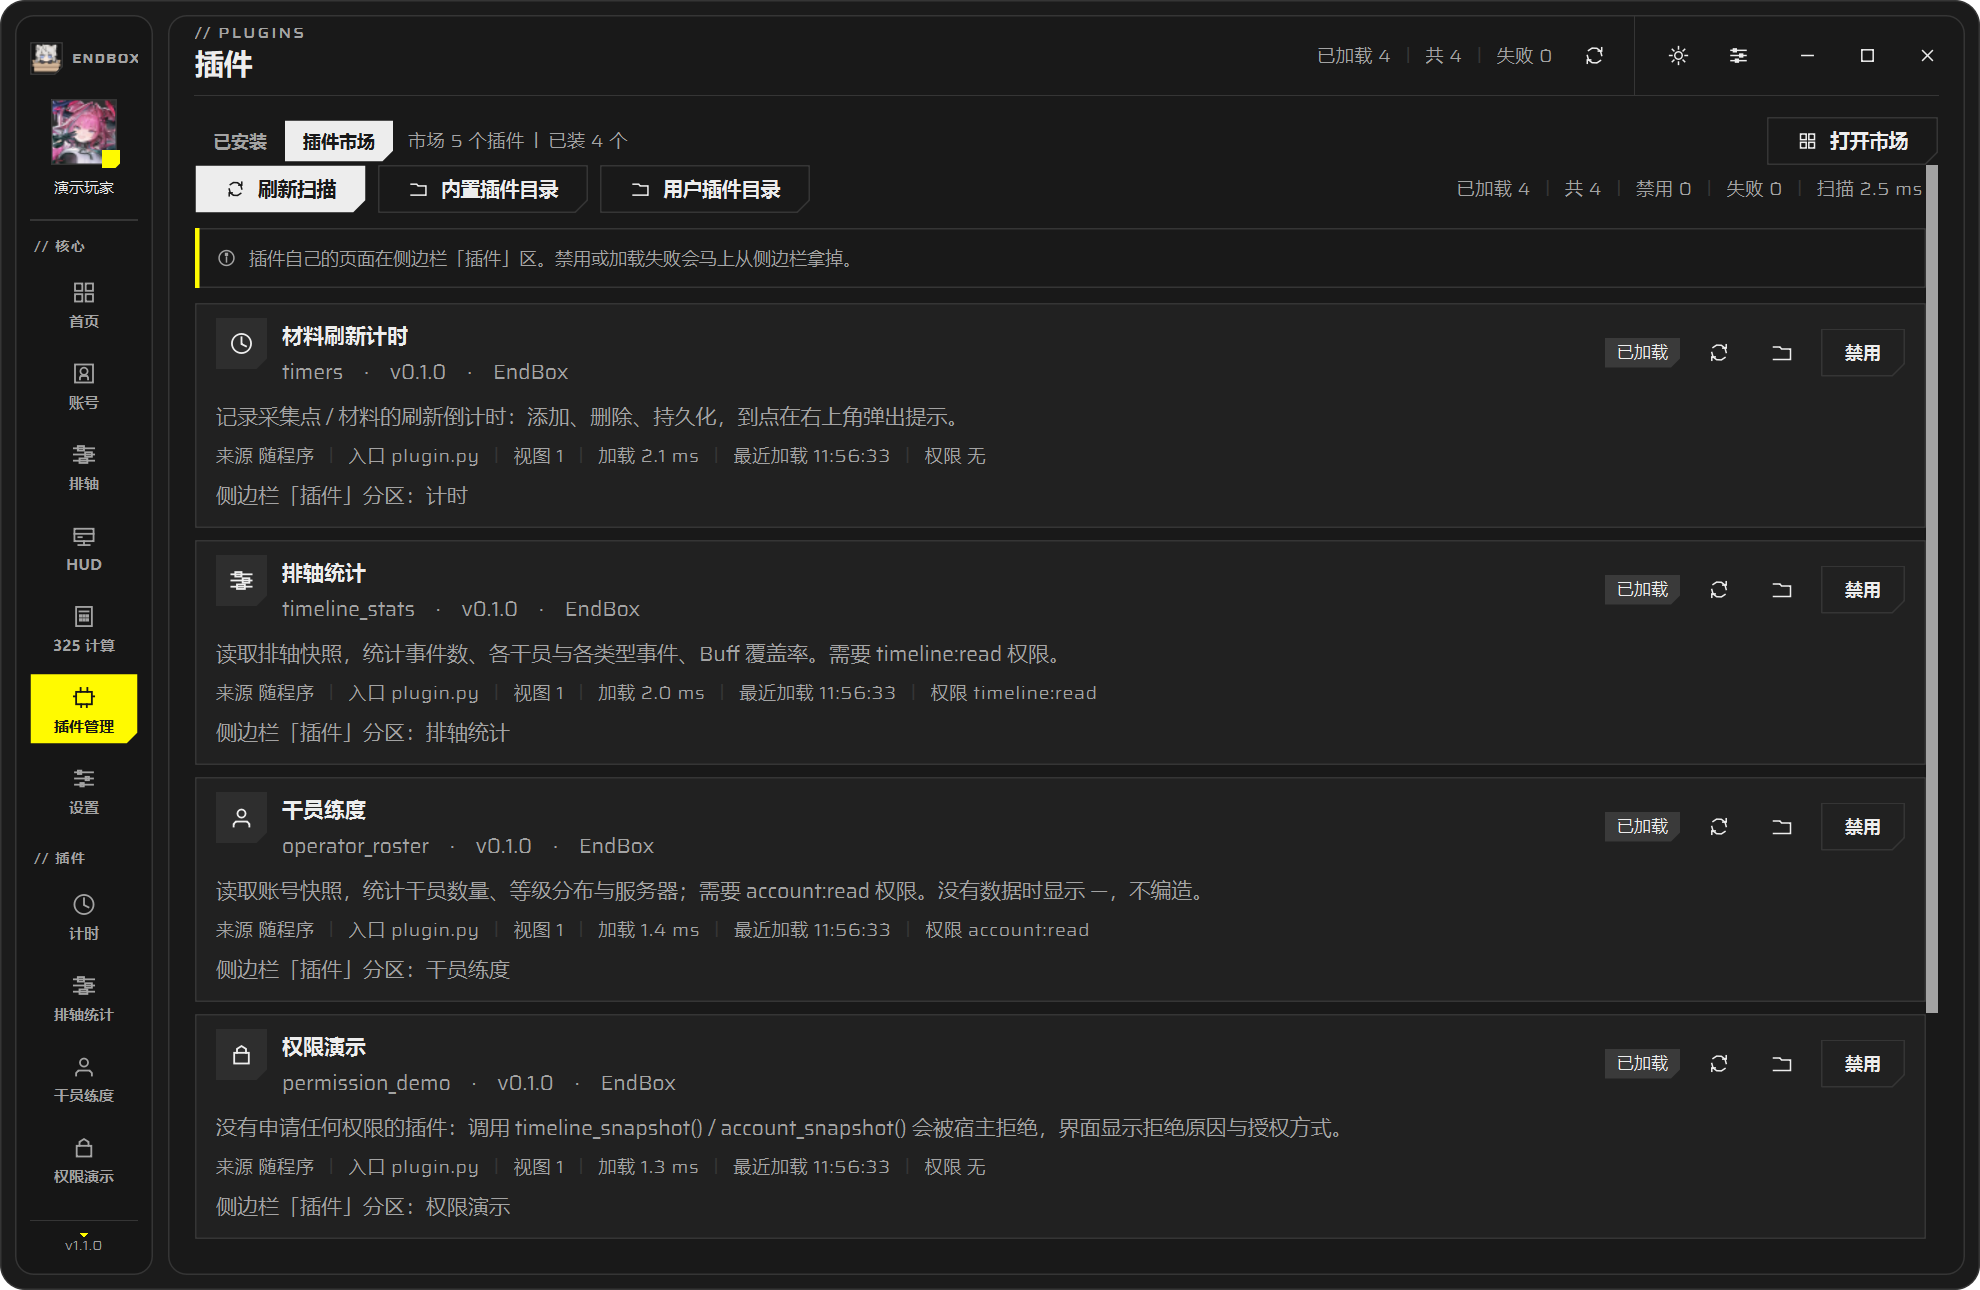 ENDBOX
演示玩家
// 核心
首页
账号
排轴
HUD
325 计算
插件管理
设置
// 插件
计时
排轴统计
干员练度
权限演示
v1.1.0
// PLUGINS
插件
已加载 4 共 4 失败 0
已安装 插件市场 市场 5 个插件 | 已装 4 个
打开市场
刷新扫描 内置插件目录 用户插件目录
已加载 4 共 4 禁用 0 失败 0 扫描 2.5 ms
插件自己的页面在侧边栏「插件」区。禁用或加载失败会马上从侧边栏拿掉。
材料刷新计时
timers · v0.1.0 · EndBox
已加载 禁用
记录采集点 / 材料的刷新倒计时：添加、删除、持久化，到点在右上角弹出提示。
来源 随程序 入口 plugin.py 视图 1 加载 2.1 ms 最近加载 11:56:33 权限 无
侧边栏「插件」分区：计时
排轴统计
timeline_stats · v0.1.0 · EndBox
已加载 禁用
读取排轴快照，统计事件数、各干员与各类型事件、Buff 覆盖率。需要 timeline:read 权限。
来源 随程序 入口 plugin.py 视图 1 加载 2.0 ms 最近加载 11:56:33 权限 timeline:read
侧边栏「插件」分区：排轴统计
干员练度
operator_roster · v0.1.0 · EndBox
已加载 禁用
读取账号快照，统计干员数量、等级分布与服务器；需要 account:read 权限。没有数据时显示 —，不编造。
来源 随程序 入口 plugin.py 视图 1 加载 1.4 ms 最近加载 11:56:33 权限 account:read
侧边栏「插件」分区：干员练度
权限演示
permission_demo · v0.1.0 · EndBox
已加载 禁用
没有申请任何权限的插件：调用 timeline_snapshot() / account_snapshot() 会被宿主拒绝，界面显示拒绝原因与授权方式。
来源 随程序 入口 plugin.py 视图 1 加载 1.3 ms 最近加载 11:56:33 权限 无
侧边栏「插件」分区：权限演示